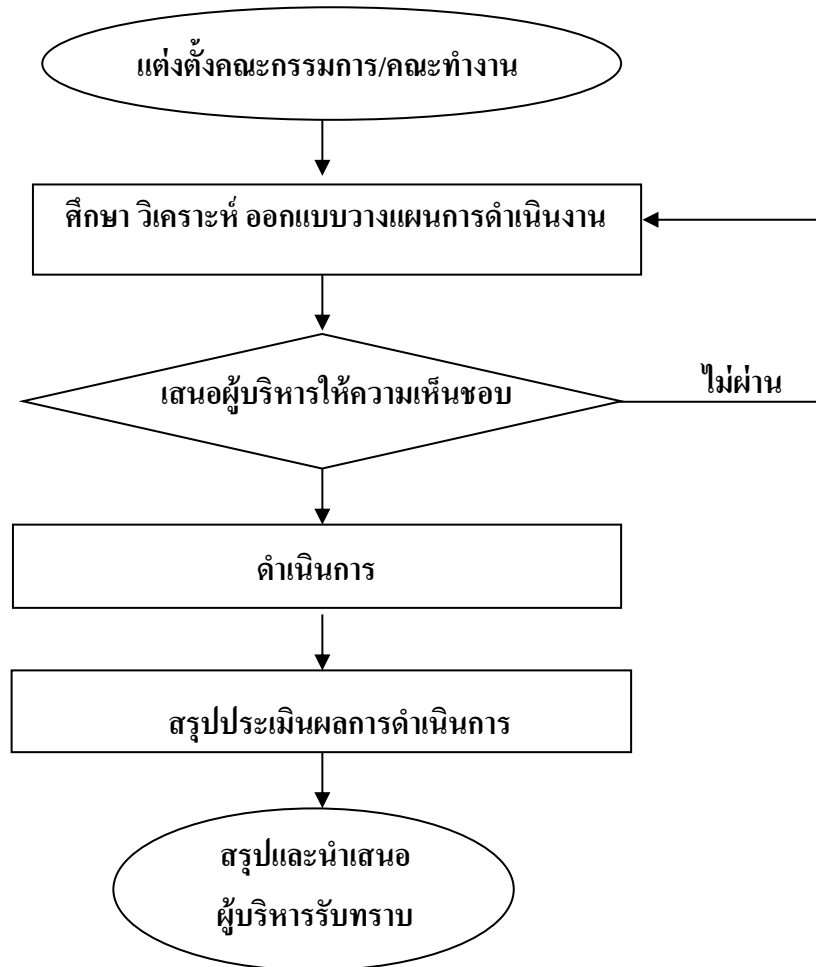 แต่งตั้งคณะกรรมการ/คณะทำงาน
ศึกษา วิเคราะห์ ออกแบบวางแผนการดำเนินงาน
เสนอผู้บริหารให้ความเห็นชอบ
ไม่ผ่าน
ดำเนินการ
สรุปประเมินผลการดำเนินการ
สรุปและนำเสนอ
ผู้บริหารรับทราบ